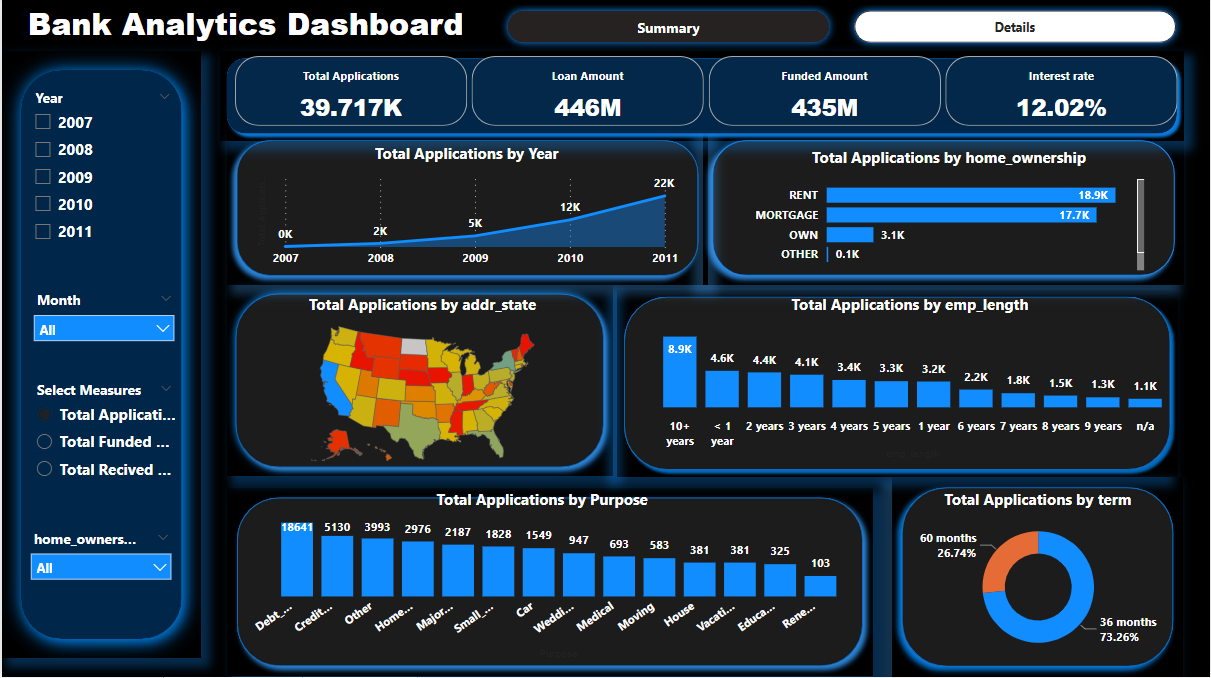 Bank Analytics Dashboard
Summary
Details
Year
2007
2008
2009
2010
2011
Month
All
Select Measures
Total Applicati...
Total Funded ...
Total Recived ...
home_owners...
All
Total Applications
39.717K
Loan Amount
446M
Funded Amount
435M
Interest rate
12.02%
Total Applications by Year
0K
2K
5K
12K
22K
2007
2008
2009
2010
2011
Total Applications by home_ownership
RENT
18.9K
MORTGAGE
17.7K
OWN
3.1K
OTHER
0.1K
Total Applications by addr_state
Total Applications by emp_length
8.9K
4.6K
4.4K
4.1K
3.4K
3.3K
3.2K
2.2K
1.8K
1.5K
1.3K
1.1K
10+
years
< 1
year
2 years
3 years
4 years
5 years
1 year
6 years
7 years
8 years
9 years
n/a
Total Applications by Purpose
18641
5130
3993
2976
2187
1828
1549
947
693
583
381
381
325
103
Debt_...
Credit...
Other
Home...
Major...
Small_...
Car
Weddi...
Medical
Moving
House
Vacati...
Educa...
Rene...
Total Applications by term
60 months
26.74%
36 months
73.26%